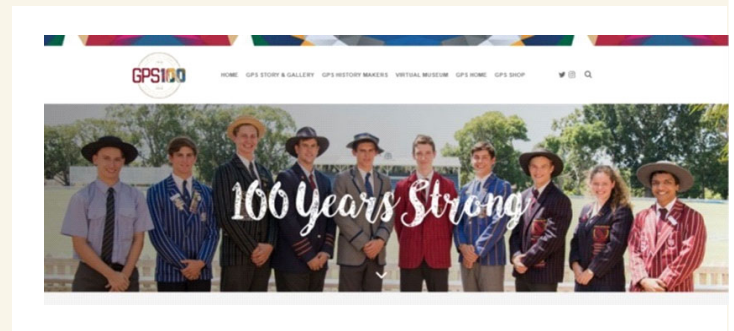 GPS100
HOME GPS STORY & GALLERY GPS HISTORY MAKERS VIRTUAL MUSEUM GPS HOME GPS SHOP
100 Years Strong